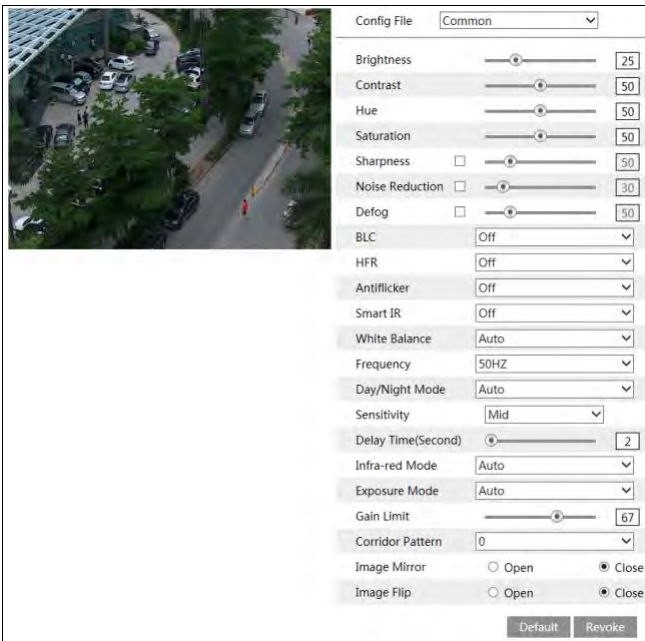 Config File Common
Brightness 25
Contrast 50
Hue 50
Saturation 50
Sharpness 50
Noise Reduction 30
Defog 50
BLC Off
HFR Off
Antiflicker Off
Smart IR Off
White Balance Auto
Frequency 50HZ
Day/Night Mode Auto
Sensitivity Mid
Delay Time(Second) 2
Infra-red Mode Auto
Exposure Mode Auto
Gain Limit 67
Corridor Pattern 0
Image Mirror Open Close
Image Flip Open Close
Default Revoke